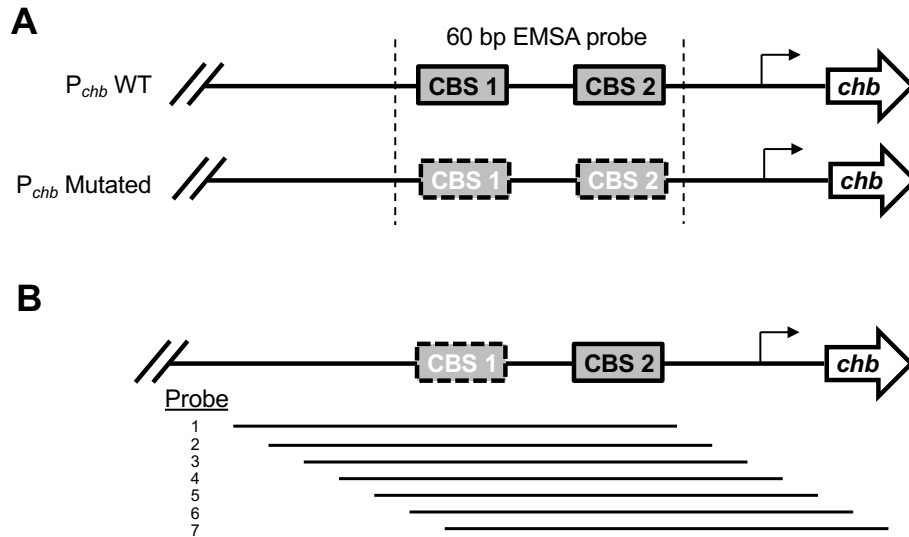 A
60 bp EMSA probe
Pchb WT
CBS 1
CBS 2
chb
Pchb Mutated
CBS 1
CBS 2
chb
B
CBS 1
CBS 2
chb
Probe
1
2
3
4
5
6
7